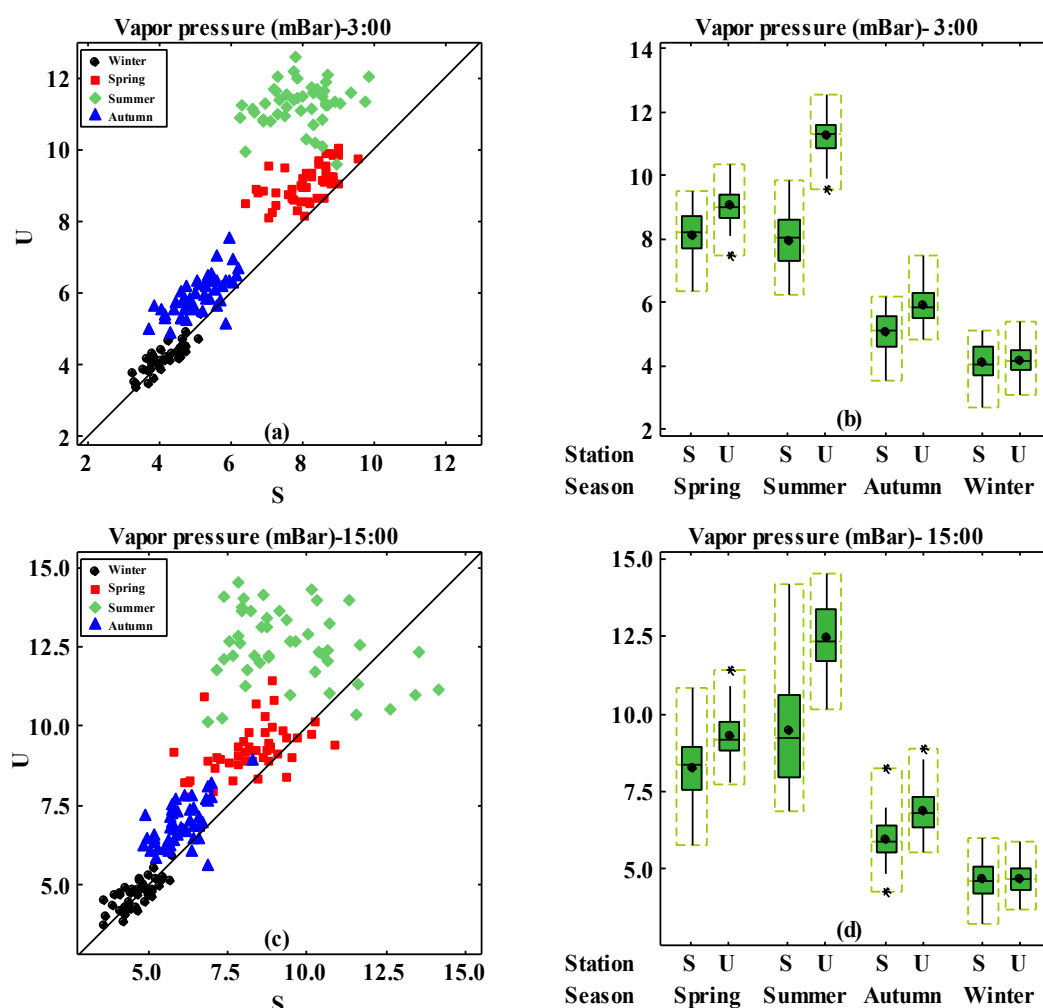 Vapor pressure (mBar)-3:00
12
10
8
6
4
2
U
Winter
Spring
Summer
Autumn
(a)
2 4 6 8 10 12
S
Vapor pressure (mBar)- 3:00
14
12
10
8
6
4
2
(b)
Station S U S U S U S U
Season Spring Summer Autumn Winter
Vapor pressure (mBar)-15:00
15.0
12.5
10.0
7.5
5.0
U
Winter
Spring
Summer
Autumn
(c)
5.0 7.5 10.0 12.5 15.0
S
Vapor pressure (mBar)- 15:00
15.0
12.5
10.0
7.5
5.0
(d)
Station S U S U S U S U
Season Spring Summer Autumn Winter